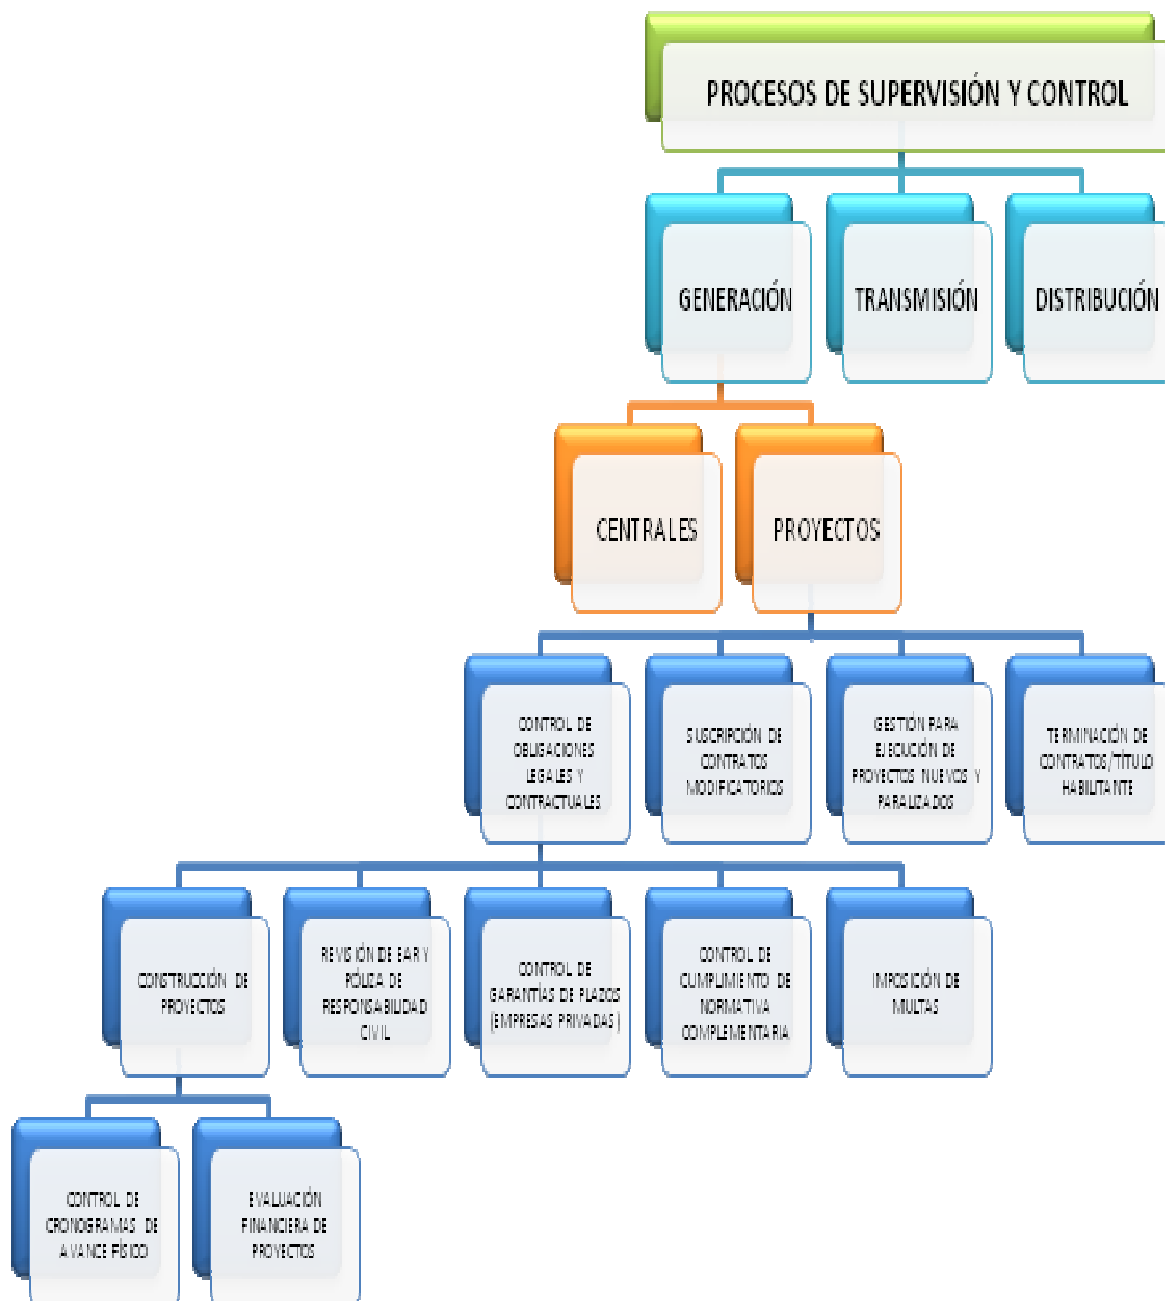 PROCESOS DE SUPERVISIÓN Y CONTROL
GENERACIÓN
TRANSMISIÓN
DISTRIBUCIÓN
CENTRALES
PROYECTOS
CONTROL DE
OBLIGACIONES
LEGALES Y
CONTRACTUALES
SUSCRIPCIÓN DE
CONTRATOS
MODIFICATORIOS
GESTIÓN PARA
EJECUCIÓN DE
PROYECTOS NUEVOS Y
PARALIZADOS
TERMINACIÓN DE
CONTRATOS/TÍTULO
HABILITANTE
CONSTRUCCIÓN DE
PROYECTOS
REVISIÓN DE EAR Y
PÓLIZA DE
RESPONSABILIDAD
CIVIL
CONTROL DE
GARANTÍAS DE PLAZOS
(EMPRESAS PRIVADAS)
CONTROL DE
CUMPLIMIENTO DE
NORMATIVA
COMPLEMENTARIA
IMPOSICIÓN DE
MULTAS
CONTROL DE
CRONOGRAMAS DE
AVANCE FÍSICO
EVALUACIÓN
FINANCIERA DE
PROYECTOS